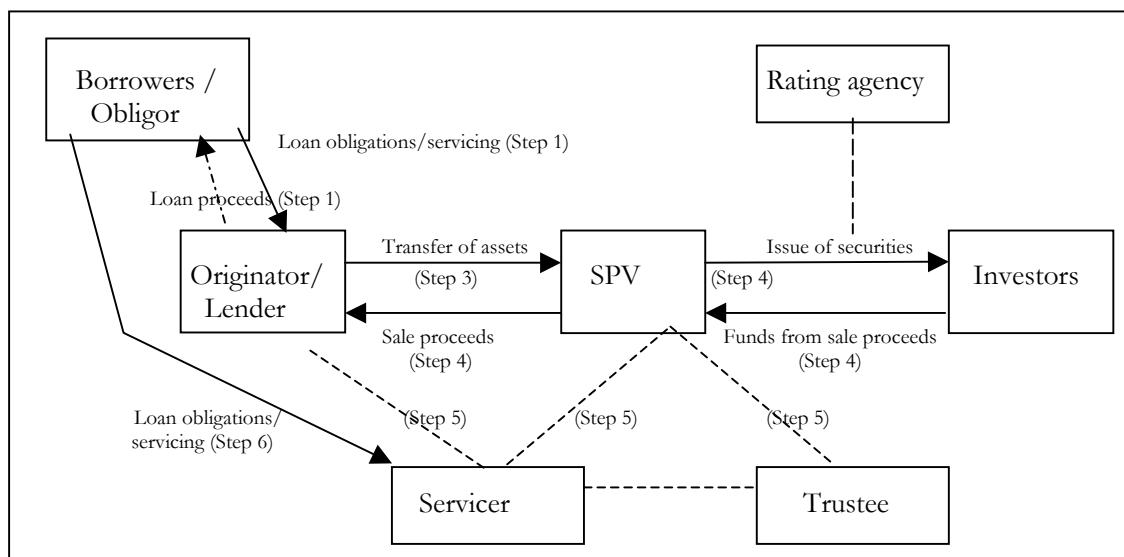 Borrowers /
Obligor
Rating agency
Loan obligations/servicing (Step 1)
Loan proceeds (Step 1)
Originator/
Lender
Transfer of assets
(Step 3)
SPV
Issue of securities
(Step 4)
Investors
Sale proceeds
(Step 4)
Funds from sale proceeds
(Step 4)
Loan obligations/
servicing (Step 6)
(Step 5)
(Step 5)
(Step 5)
Servicer
Trustee